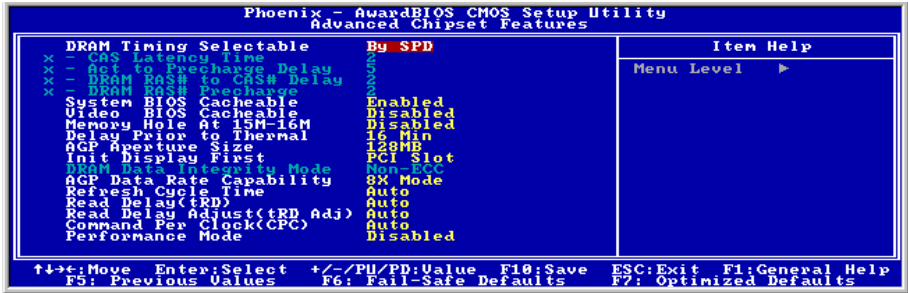 Phoenix - AwardBIOS CMOS Setup Utility
Advanced Chipset Features
DRAM Timing Selectable By SPD
x - CAS Latency Time 2
x - Act to Precharge Delay 5
x - DRAM RAS# to CAS# Delay 2
x - DRAM RAS# Precharge 2
System BIOS Cacheable Enabled
Video BIOS Cacheable Disabled
Memory Hole At 15M-16M Disabled
Delay Prior to Thermal 16 Min
AGP Aperture Size 128MB
Init Display First PCI Slot
DRAM Data Integrity Mode Non-ECC
AGP Data Rate Capability 8X Mode
Refresh Cycle Time Auto
Read Delay(tRD) Auto
Read Delay Adjust(tRD Adj) Auto
Command Per Clock(CPC) Auto
Performance Mode Disabled
Item Help
Menu Level ►
↑↓→←:Move Enter:Select +/-/PU/PD:Value F10:Save ESC:Exit F1:General Help
F5: Previous Values F6: Fail-Safe Defaults F7: Optimized Defaults